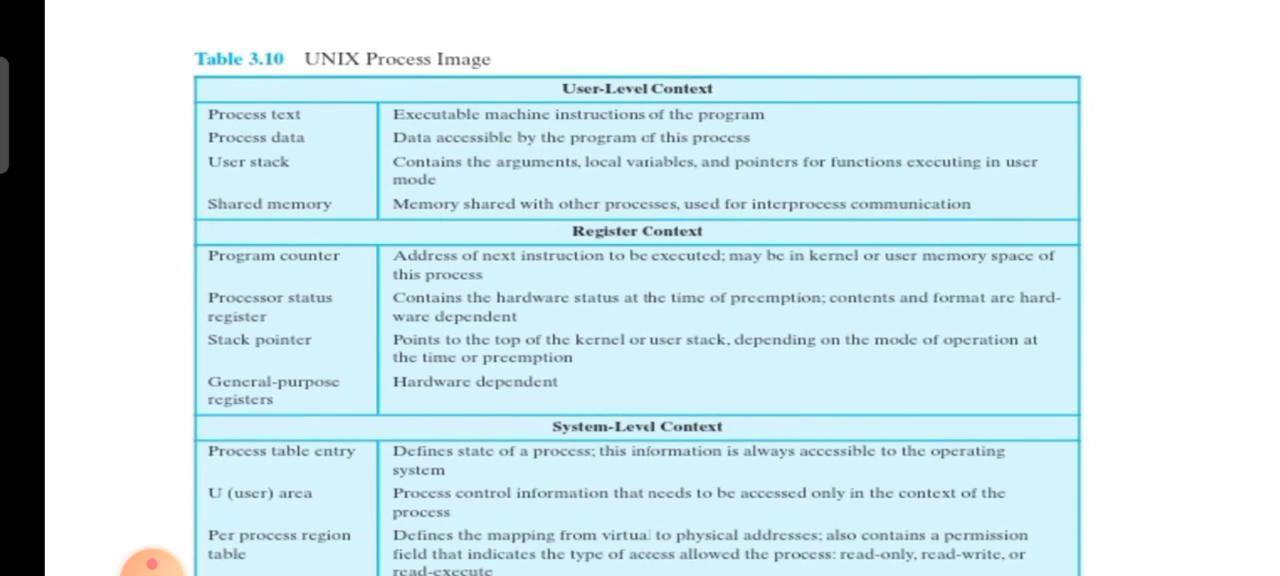 Table 3.10 UNIX Process Image
User-Level Context
Process text Executable machine instructions of the program
Process data Data accessible by the program of this process
User stack Contains the arguments, local variables, and pointers for functions executing in user
mode
Shared memory Memory shared with other processes, used for interprocess communication
Register Context
Program counter Address of next instruction to be executed; may be in kernel or user memory space of
this process
Processor status Contains the hardware status at the time of preemption; contents and format are hard-
register ware dependent
Stack pointer Points to the top of the kernel or user stack, depending on the mode of operation at
the time or preemption
General-purpose Hardware dependent
registers
System-Level Context
Process table entry Defines state of a process; this information is always accessible to the operating
system
U (user) area Process control information that needs to be accessed only in the context of the
process
Per process region Defines the mapping from virtual to physical addresses; also contains a permission
table field that indicates the type of access allowed the process: read-only, read-write, or
read-execute